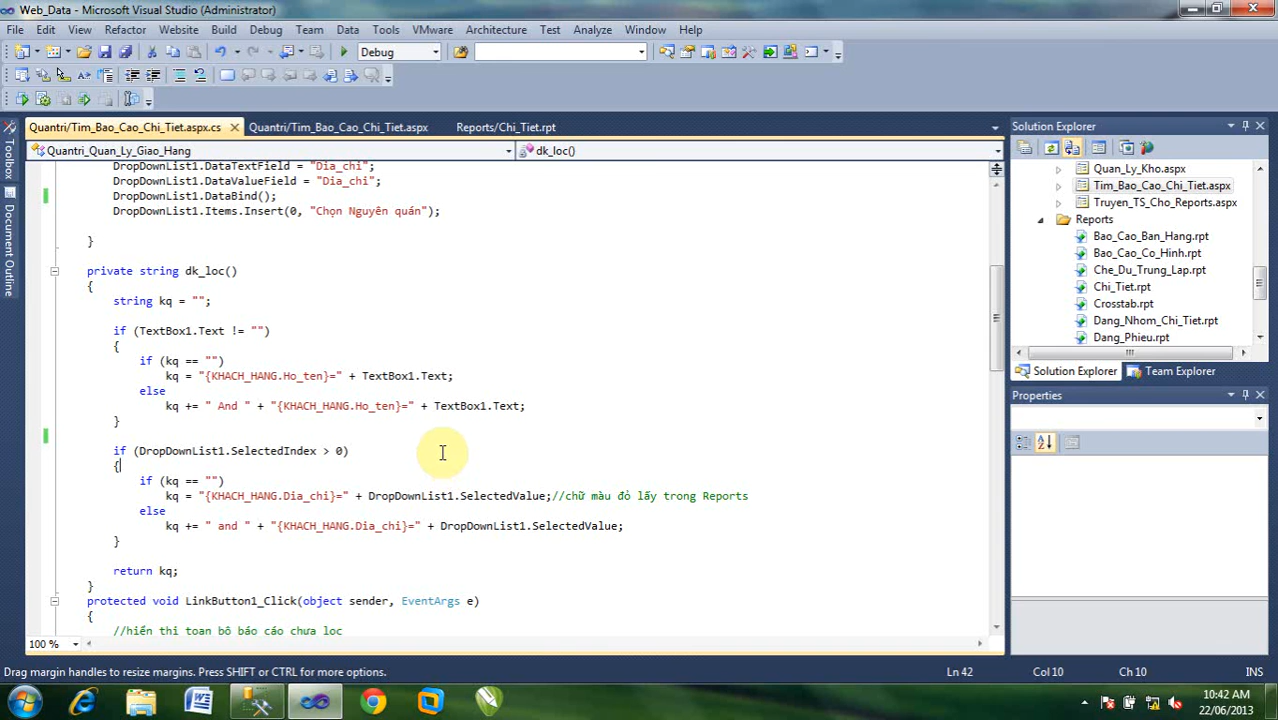 Web_Data - Microsoft Visual Studio (Administrator)
File Edit View Refactor Website Build Debug Team Data Tools VMware Architecture Test Analyze Window Help
Debug
Quantri/Tim_Bao_Cao_Chi_Tiet.aspx.cs Quantri/Tim_Bao_Cao_Chi_Tiet.aspx Reports/Chi_Tiet.rpt
Quantri_Quan_Ly_Giao_Hang dk_loc()
DropDownList1.DataTextField = "Dia_chi";
DropDownList1.DataValueField = "Dia_chi";
DropDownList1.DataBind();
DropDownList1.Items.Insert(0, "Chọn Nguyên quán");
}
private string dk_loc()
{
string kq = "";
if (TextBox1.Text != "")
{
if (kq == "")
kq = "{KHACH_HANG.Ho_ten}=" + TextBox1.Text;
else
kq += " And " + "{KHACH_HANG.Ho_ten}=" + TextBox1.Text;
}
if (DropDownList1.SelectedIndex > 0)
{
if (kq == "")
kq = "{KHACH_HANG.Dia_chi}=" + DropDownList1.SelectedValue;//chữ màu đỏ lấy trong Reports
else
kq += " and " + "{KHACH_HANG.Dia_chi}=" + DropDownList1.SelectedValue;
}
return kq;
}
protected void LinkButton1_Click(object sender, EventArgs e)
{
//hiển thị toan bộ báo cáo chưa lọc
100 %
Toolbox
Document Outline
Solution Explorer
Quan_Ly_Kho.aspx
Tim_Bao_Cao_Chi_Tiet.aspx
Truyen_TS_Cho_Reports.aspx
Reports
Bao_Cao_Ban_Hang.rpt
Bao_Cao_Co_Hinh.rpt
Che_Du_Trung_Lap.rpt
Chi_Tiet.rpt
Crosstab.rpt
Dang_Nhom_Chi_Tiet.rpt
Dang_Phieu.rpt
Solution Explorer Team Explorer
Properties
Drag margin handles to resize margins. Press SHIFT or CTRL for more options. Ln 42 Col 10 Ch 10 INS
10:42 AM
22/06/2013